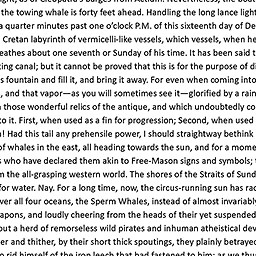 the towing whale is forty feet ahead. Handling the long lance light
a quarter minutes past one o'clock P.M. of this sixteenth day of De
Cretan labyrinth of vermicelli-like vessels, which vessels, when he
eathes about one seventh or Sunday of his time. It has been said t
ting canal; but it cannot be proved that this is for the purpose of di
s fountain and fill it, and bring it away. For even when coming into
, and that vapor—as you will sometimes see it—glorified by a rain
n those wonderful relics of the antique, and which undoubtedly co
to it. First, when used as a fin for progression; Second, when used
n! Had this tail any prehensile power, I should straightway bethink
of whales in the east, all heading towards the sun, and for a mome
s who have declared them akin to Free-Mason signs and symbols; t
m the all-grasping western world. The shores of the Straits of Sund
for water. Nay. For a long time, now, the circus-running sun has rac
ver all four oceans, the Sperm Whales, instead of almost invariably
apons, and loudly cheering from the heads of their yet suspended
out a herd of remorseless wild pirates and inhuman atheistical dev
er and thither, by their short thick spoutings, they plainly betrayed